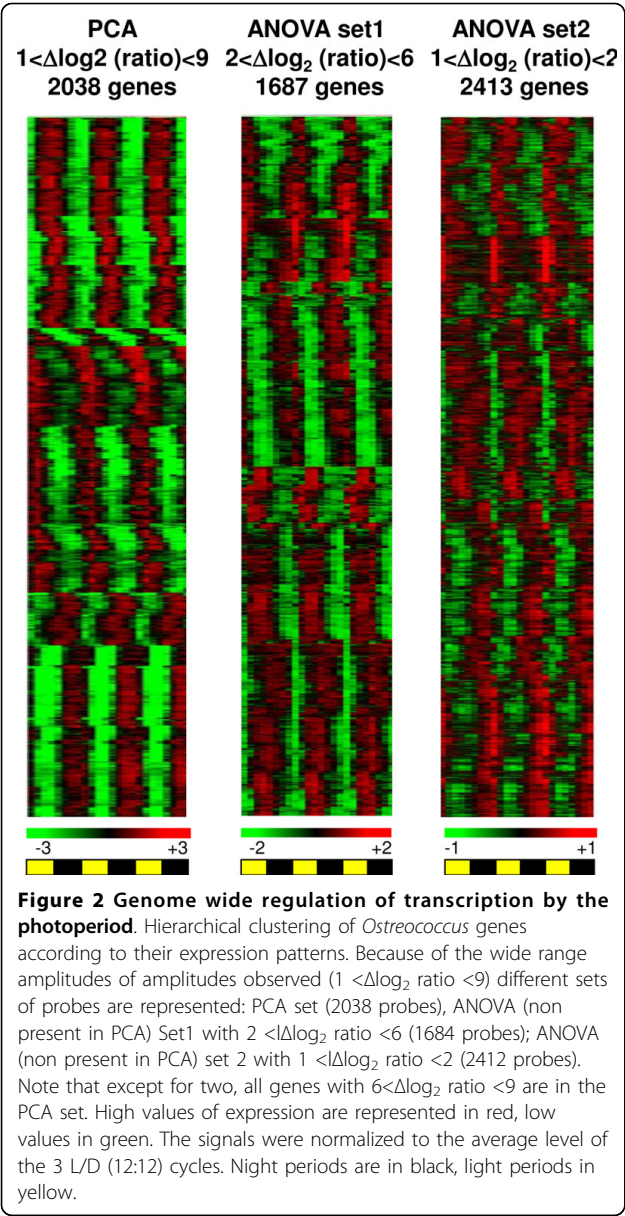 PCA
1<Δlog2 (ratio)<9
2038 genes
ANOVA set1
2<Δlog₂ (ratio)<6
1687 genes
ANOVA set2
1<Δlog₂ (ratio)<2
2413 genes
-3 +3
-2 +2
-1 +1
Figure 2 Genome wide regulation of transcription by the
photoperiod. Hierarchical clustering of Ostreococcus genes
according to their expression patterns. Because of the wide range
amplitudes of amplitudes observed (1 <Δlog₂ ratio <9) different sets
of probes are represented: PCA set (2038 probes), ANOVA (non
present in PCA) Set1 with 2 <lΔlog₂ ratio <6 (1684 probes); ANOVA
(non present in PCA) set 2 with 1 <lΔlog₂ ratio <2 (2412 probes).
Note that except for two, all genes with 6<Δlog₂ ratio <9 are in the
PCA set. High values of expression are represented in red, low
values in green. The signals were normalized to the average level of
the 3 L/D (12:12) cycles. Night periods are in black, light periods in
yellow.